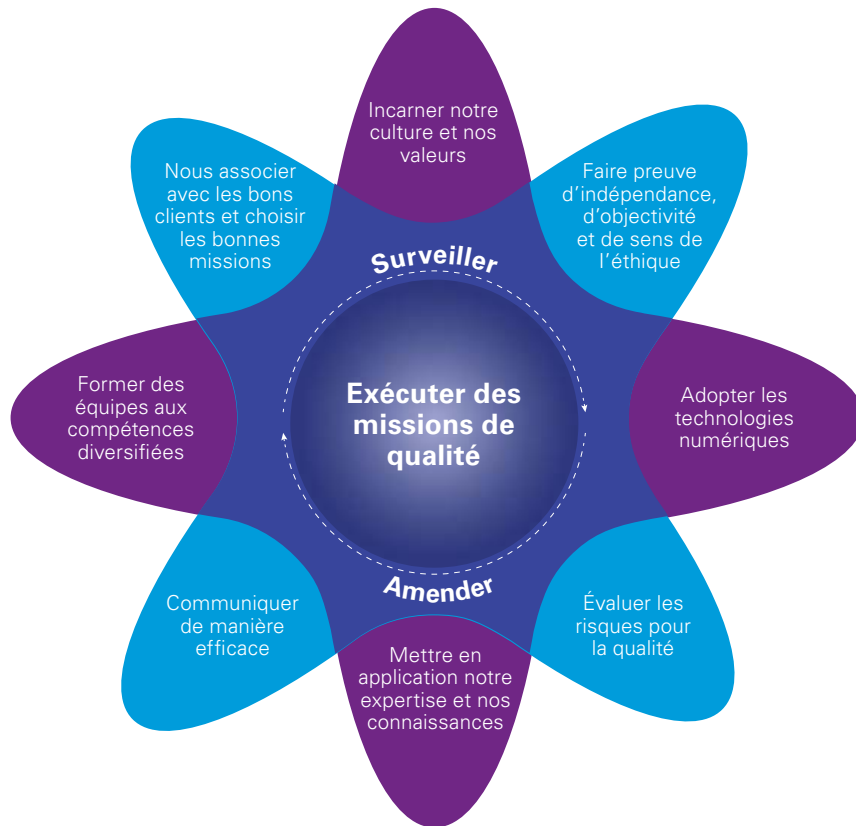 Incarner notre
culture et nos
valeurs
Faire preuve
d’indépendance,
d’objectivité
et de sens de
l’éthique
Adopter les
technologies
numériques
Évaluer les
risques pour
la qualité
Mettre en
application notre
expertise et nos
connaissances
Communiquer
de manière
efficace
Former des
équipes aux
compétences
diversifiées
Nous associer
avec les bons
clients et choisir
les bonnes
missions
Surveiller
Exécuter des
missions de
qualité
Amender